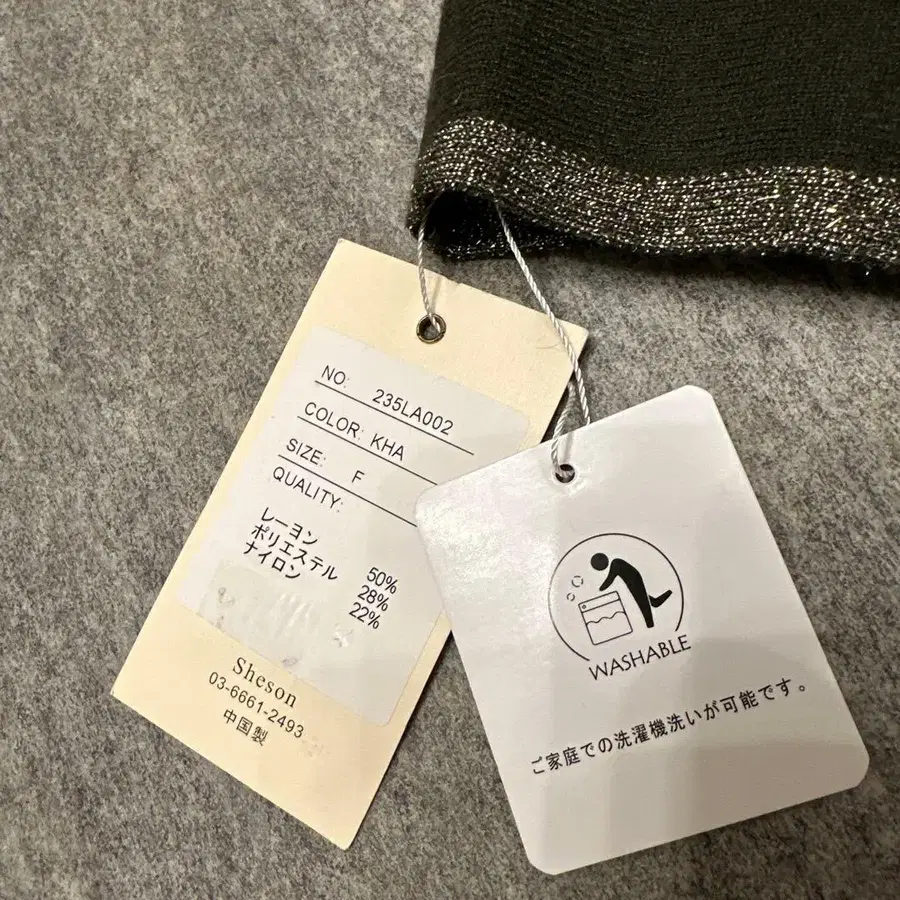 NO: 235LA002
COLOR: KHA
SIZE: F
QUALITY:
レーヨン 50%
ポリエステル 28%
ナイロン 22%
Sheson
03-6661-2493
中国製
WASHABLE
ご家庭での洗濯機洗いが可能です。